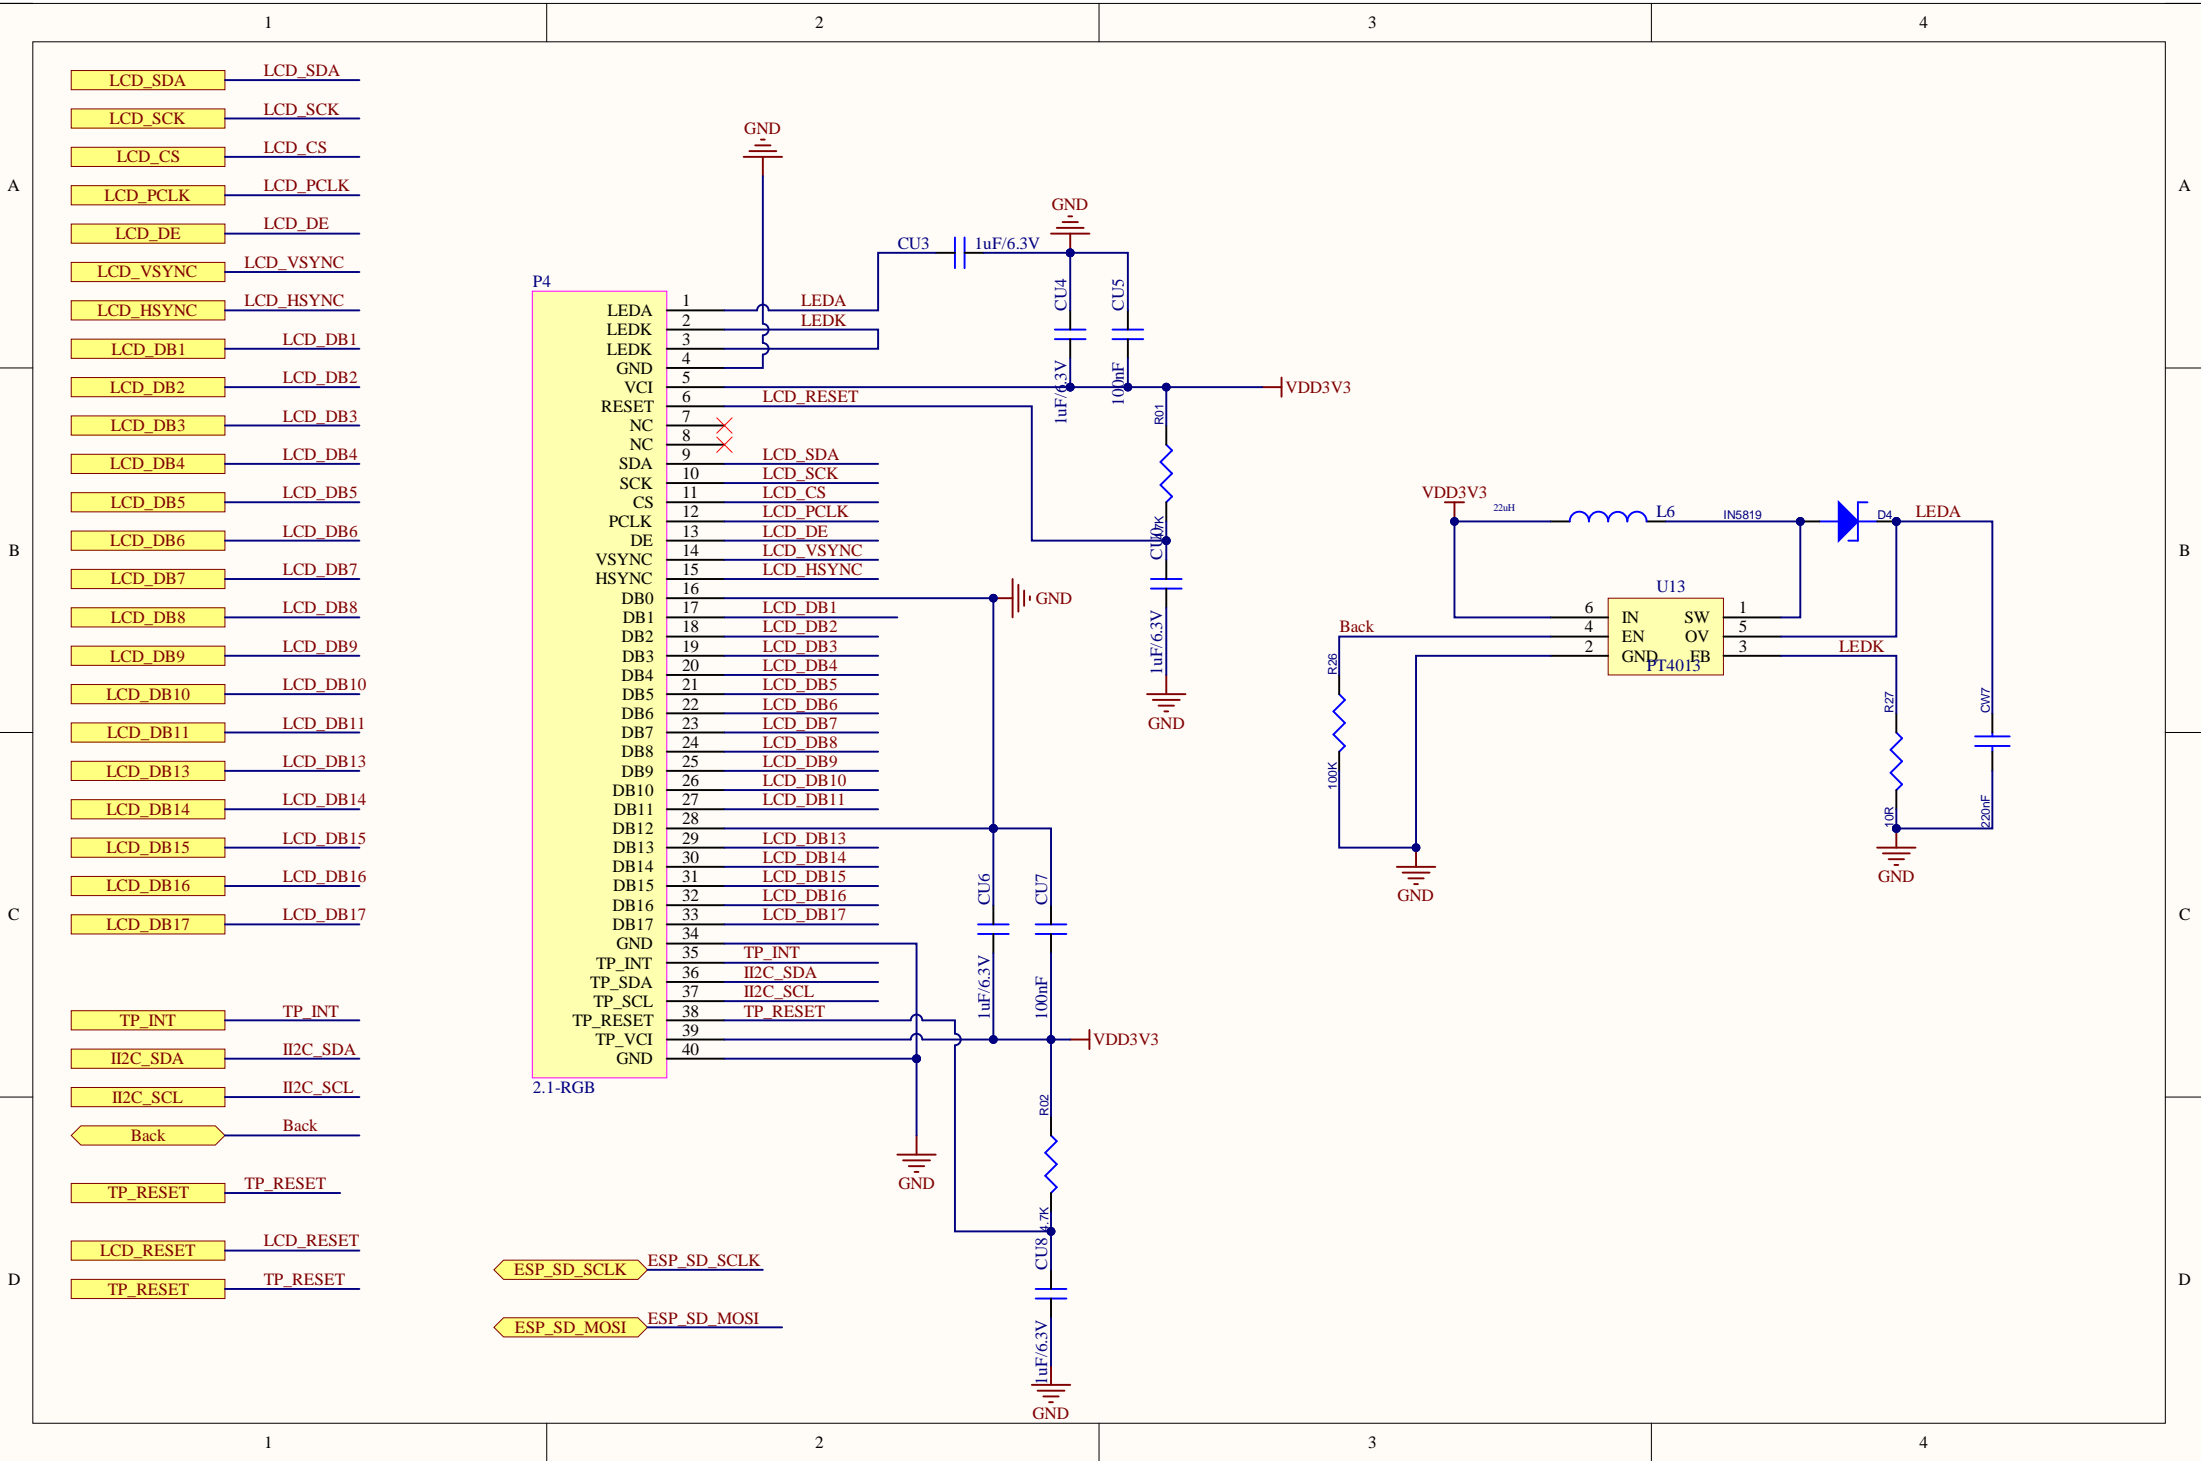 1 2 3 4
A
B
C
D
A
B
C
D
LCD_SDA LCD_SDA
LCD_SCK LCD_SCK
LCD_CS LCD_CS
LCD_PCLK LCD_PCLK
LCD_DE LCD_DE
LCD_VSYNC LCD_VSYNC
LCD_HSYNC LCD_HSYNC
LCD_DB1 LCD_DB1
LCD_DB2 LCD_DB2
LCD_DB3 LCD_DB3
LCD_DB4 LCD_DB4
LCD_DB5 LCD_DB5
LCD_DB6 LCD_DB6
LCD_DB7 LCD_DB7
LCD_DB8 LCD_DB8
LCD_DB9 LCD_DB9
LCD_DB10 LCD_DB10
LCD_DB11 LCD_DB11
LCD_DB13 LCD_DB13
LCD_DB14 LCD_DB14
LCD_DB15 LCD_DB15
LCD_DB16 LCD_DB16
LCD_DB17 LCD_DB17
TP_INT TP_INT
II2C_SDA II2C_SDA
II2C_SCL II2C_SCL
Back Back
TP_RESET TP_RESET
LCD_RESET LCD_RESET
TP_RESET TP_RESET
P4
LEDA 1 LEDA
LEDK 2 LEDK
LEDK 3
GND 4
VCI 5
RESET 6 LCD_RESET
NC 7
NC 8
SDA 9 LCD_SDA
SCK 10 LCD_SCK
CS 11 LCD_CS
PCLK 12 LCD_PCLK
DE 13 LCD_DE
VSYNC 14 LCD_VSYNC
HSYNC 15 LCD_HSYNC
DB0 16
DB1 17 LCD_DB1
DB2 18 LCD_DB2
DB3 19 LCD_DB3
DB4 20 LCD_DB4
DB5 21 LCD_DB5
DB6 22 LCD_DB6
DB7 23 LCD_DB7
DB8 24 LCD_DB8
DB9 25 LCD_DB9
DB10 26 LCD_DB10
DB11 27 LCD_DB11
DB12 28
DB13 29 LCD_DB13
DB14 30 LCD_DB14
DB15 31 LCD_DB15
DB16 32 LCD_DB16
DB17 33 LCD_DB17
GND 34
TP_INT 35 TP_INT
TP_SDA 36 II2C_SDA
TP_SCL 37 II2C_SCL
TP_RESET 38 TP_RESET
TP_VCI 39
GND 40
2.1-RGB
GND
GND
CU3 1uF/6.3V
CU4
1uF/6.3V
CU5
100nF
VDD3V3
R01
1uF/6.3V
GND
GND
CU6
1uF/6.3V
CU7
100nF
VDD3V3
GND
R02
4.7K
CU8
1uF/6.3V
GND
ESP_SD_SCLK ESP_SD_SCLK
ESP_SD_MOSI ESP_SD_MOSI
VDD3V3
22uH L6
IN5819 D4
LEDA
U13
6 IN SW 1
4 EN OV 5
2 GND FB 3
PT4013
Back
LEDK
R26
100K
GND
R27
10R
CW7
220nF
GND
1 2 3 4